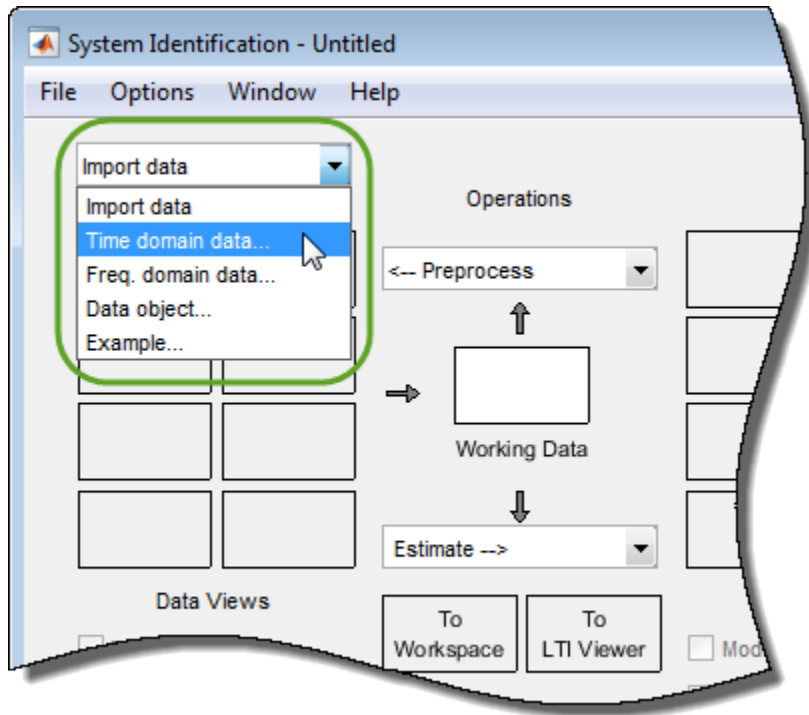 System Identification - Untitled
File Options Window Help
Import data
Import data
Time domain data...
Freq. domain data...
Data object...
Example...
Operations
<-- Preprocess
Working Data
Estimate -->
Data Views
To
Workspace
To
LTI Viewer